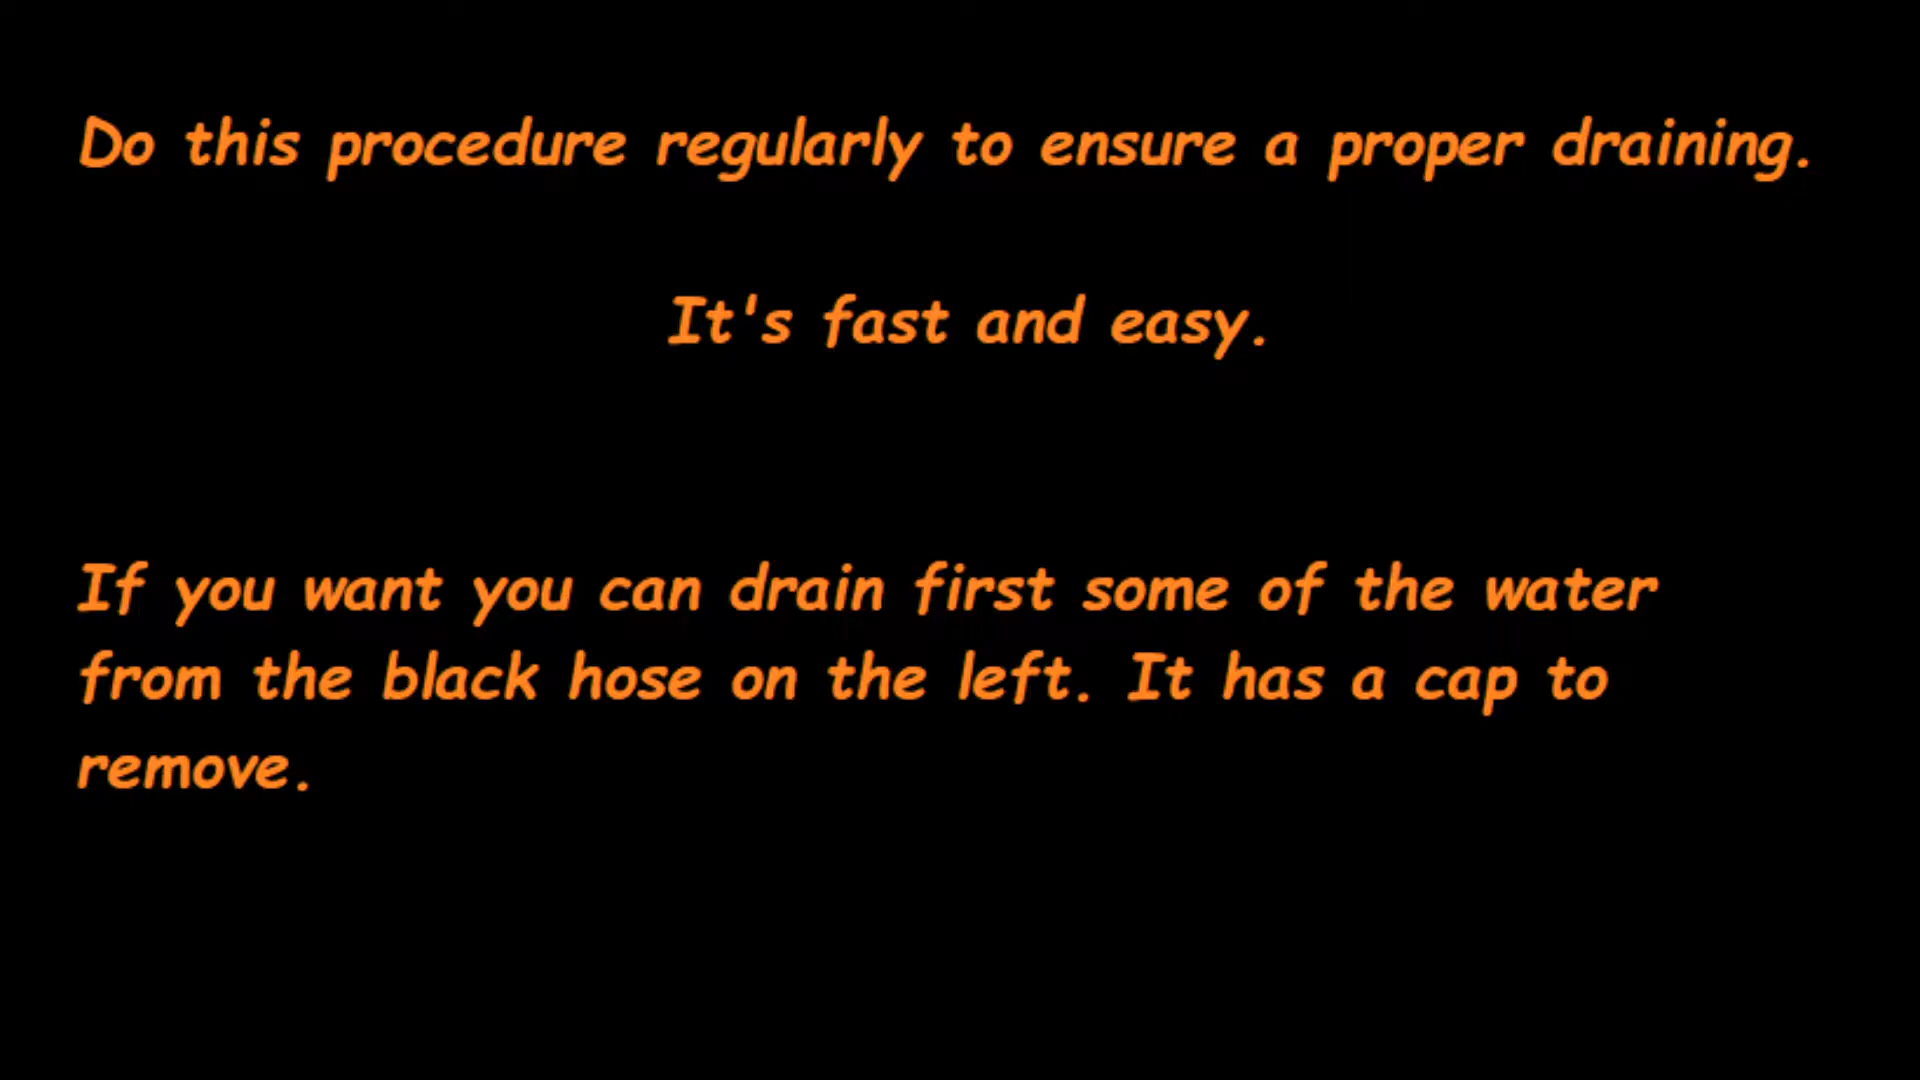 Do this procedure regularly to ensure a proper draining.
It's fast and easy.
If you want you can drain first some of the water
from the black hose on the left. It has a cap to
remove.